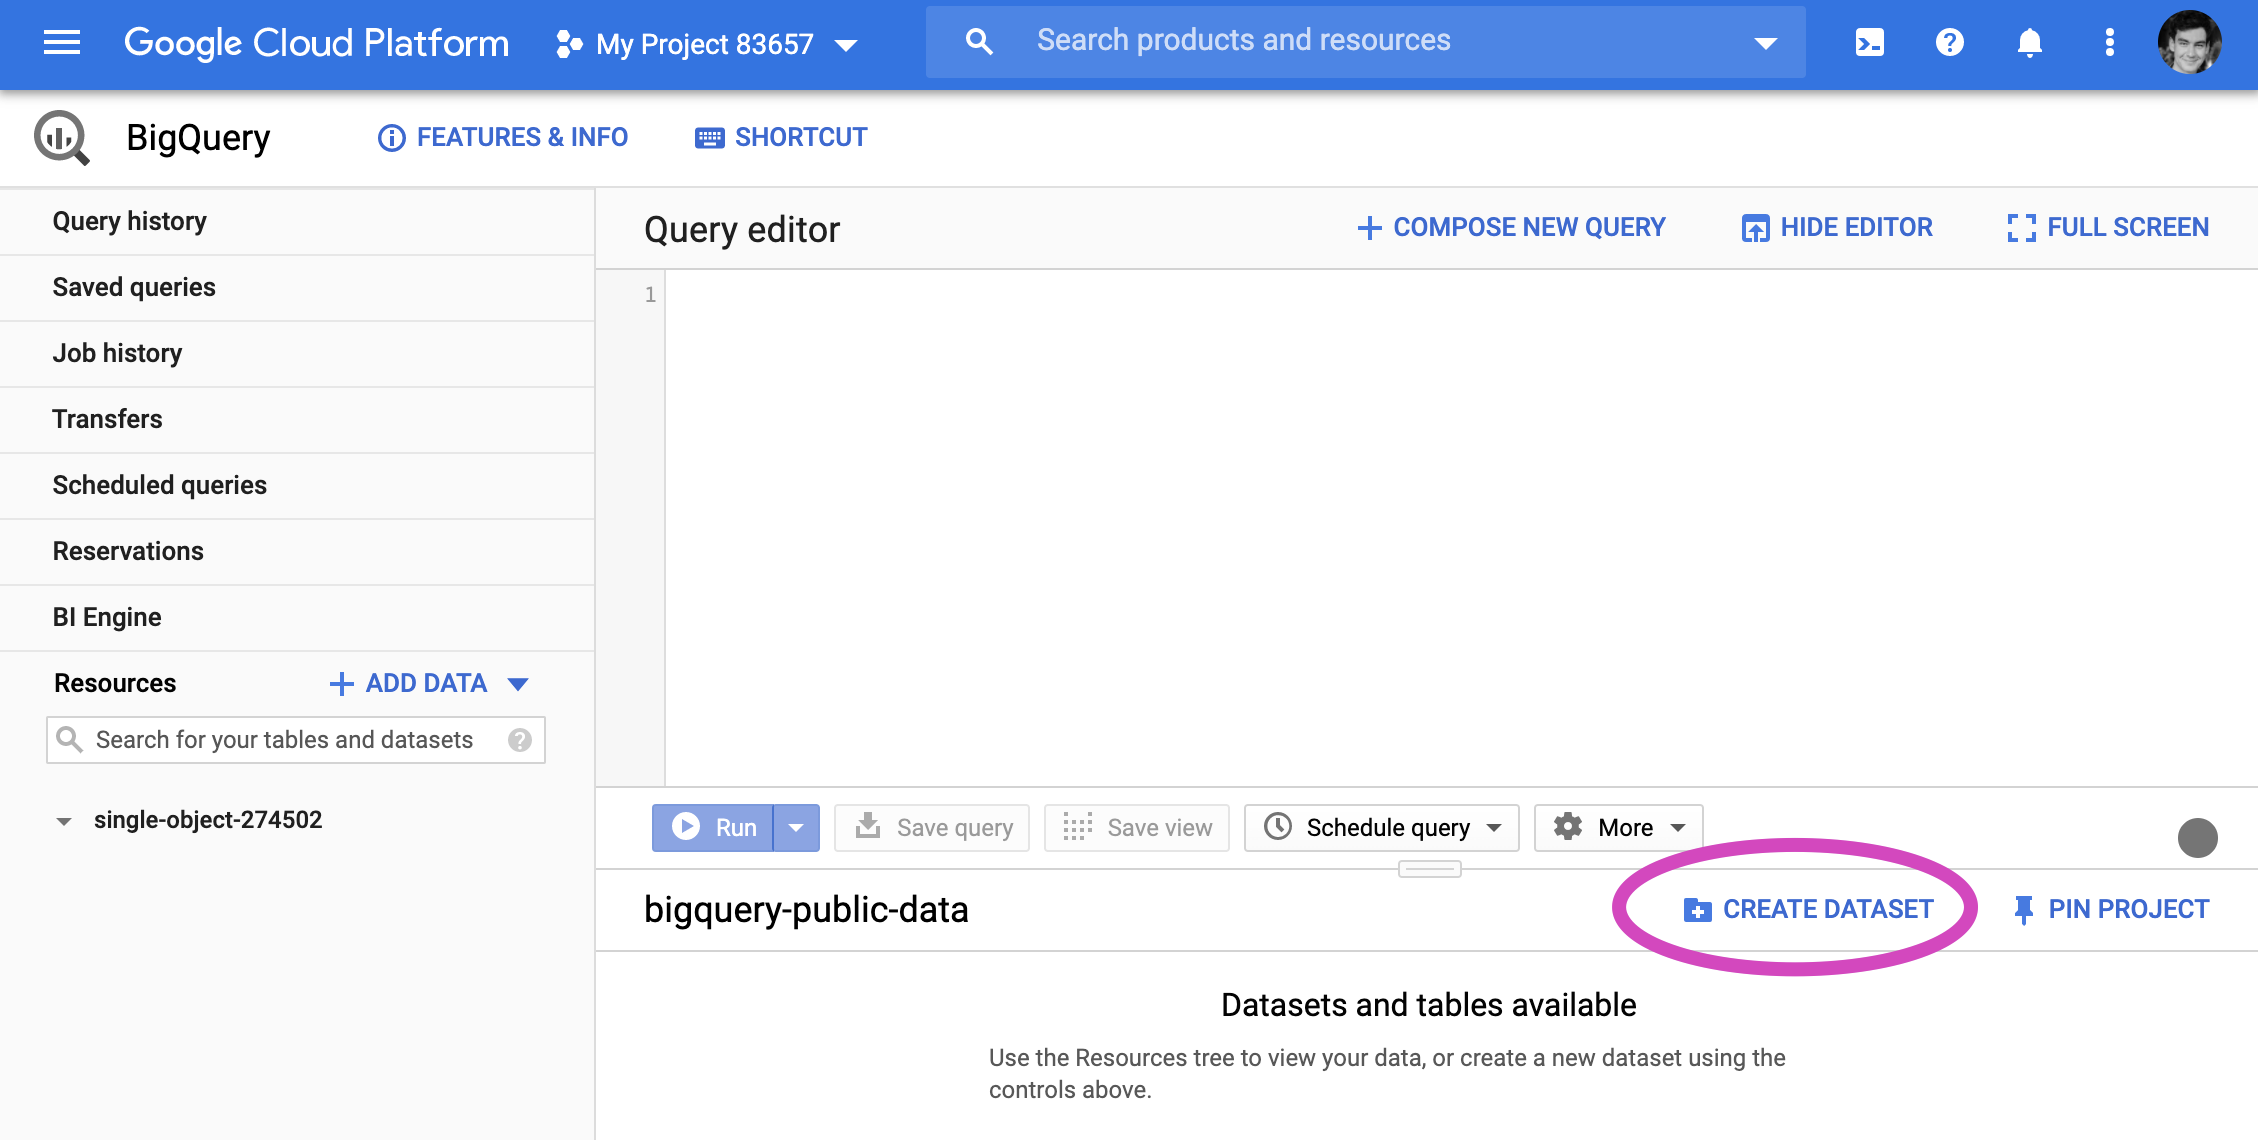 Google Cloud Platform My Project 83657 Search products and resources
BigQuery FEATURES & INFO SHORTCUT
Query history
Saved queries
Job history
Transfers
Scheduled queries
Reservations
BI Engine
Resources ADD DATA
Search for your tables and datasets
single-object-274502
Query editor COMPOSE NEW QUERY HIDE EDITOR FULL SCREEN
1
Run Save query Save view Schedule query More
bigquery-public-data CREATE DATASET PIN PROJECT
Datasets and tables available
Use the Resources tree to view your data, or create a new dataset using the
controls above.